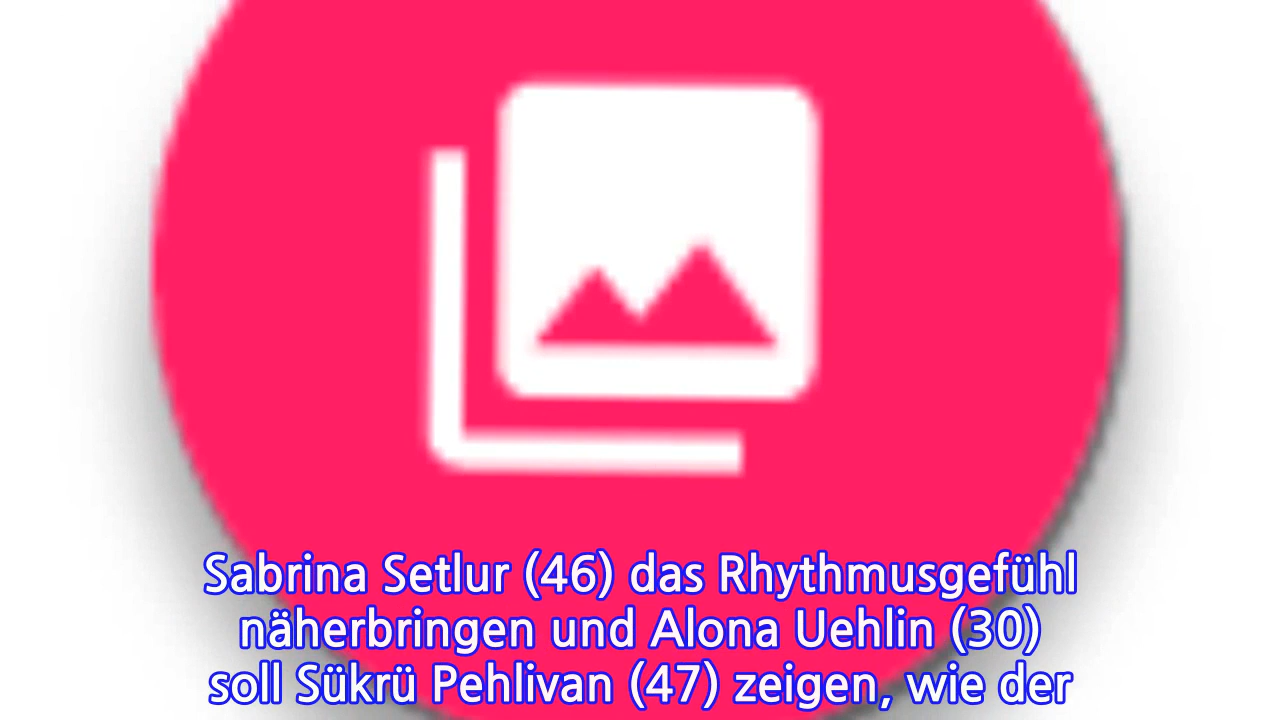 Sabrina Setlur (46) das Rhythmusgefühl
näherbringen und Alona Uehlin (30)
soll Sükrü Pehlivan (47) zeigen, wie der